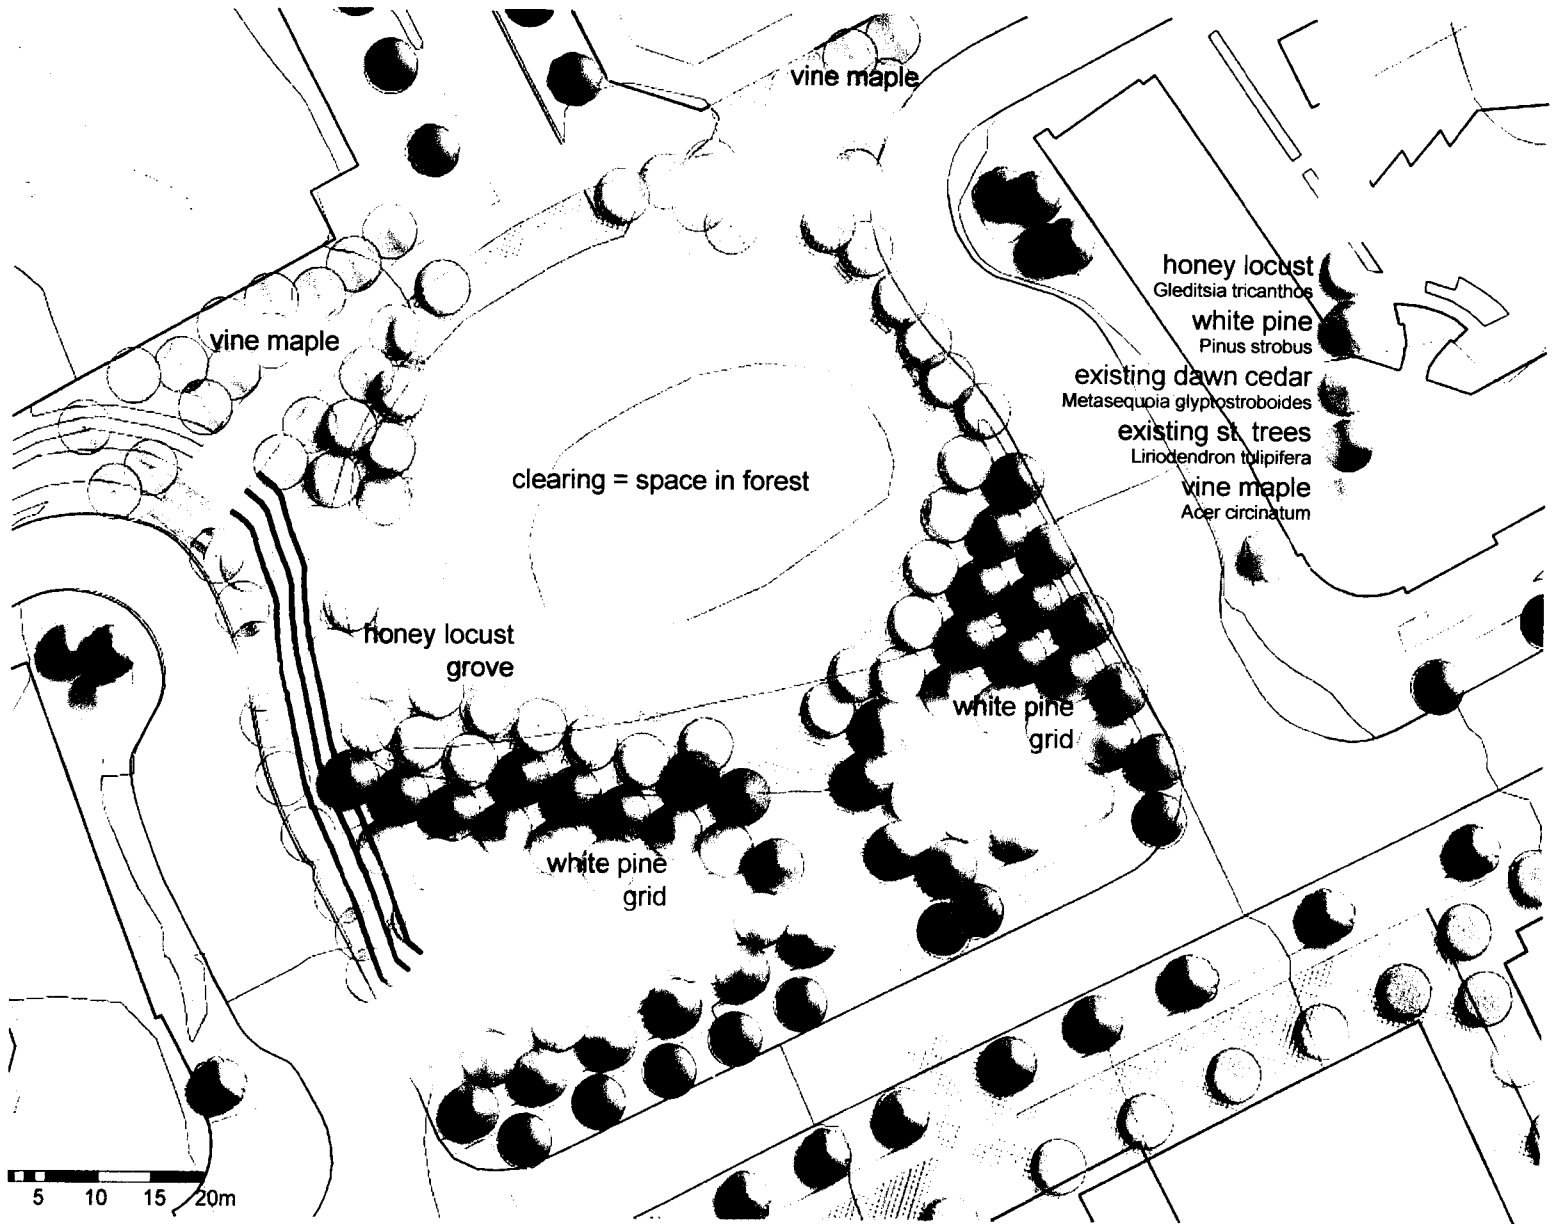 vine maple
honey locust
Gleditsia tricanthos
white pine
Pinus strobus
vine maple
existing dawn cedar
Metasequoia glyptostroboides
existing st. trees
Liriodendron tulipifera
clearing = space in forest
vine maple
Acer circinatum
honey locust
grove
white pine
grid
white pine
grid
5 10 15 20m